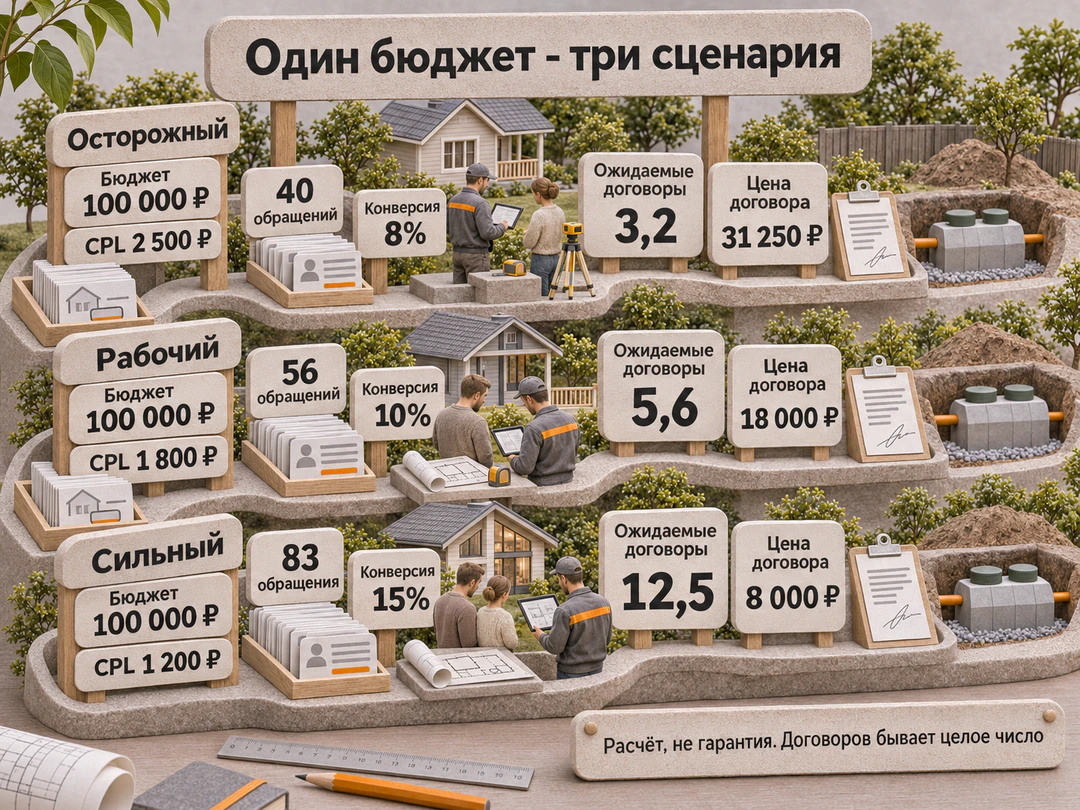 Один бюджет - три сценария
Осторожный
Бюджет
100 000 ₽
CPL 2 500 ₽
40
обращений
Конверсия
8%
Ожидаемые
договоры
3,2
Цена
договора
31 250 ₽
Рабочий
Бюджет
100 000 ₽
CPL 1 800 ₽
56
обращений
Конверсия
10%
Ожидаемые
договоры
5,6
Цена
договора
18 000 ₽
Сильный
Бюджет
100 000 ₽
CPL 1 200 ₽
83
обращения
Конверсия
15%
Ожидаемые
договоры
12,5
Цена
договора
8 000 ₽
Расчёт, не гарантия. Договоров бывает целое число